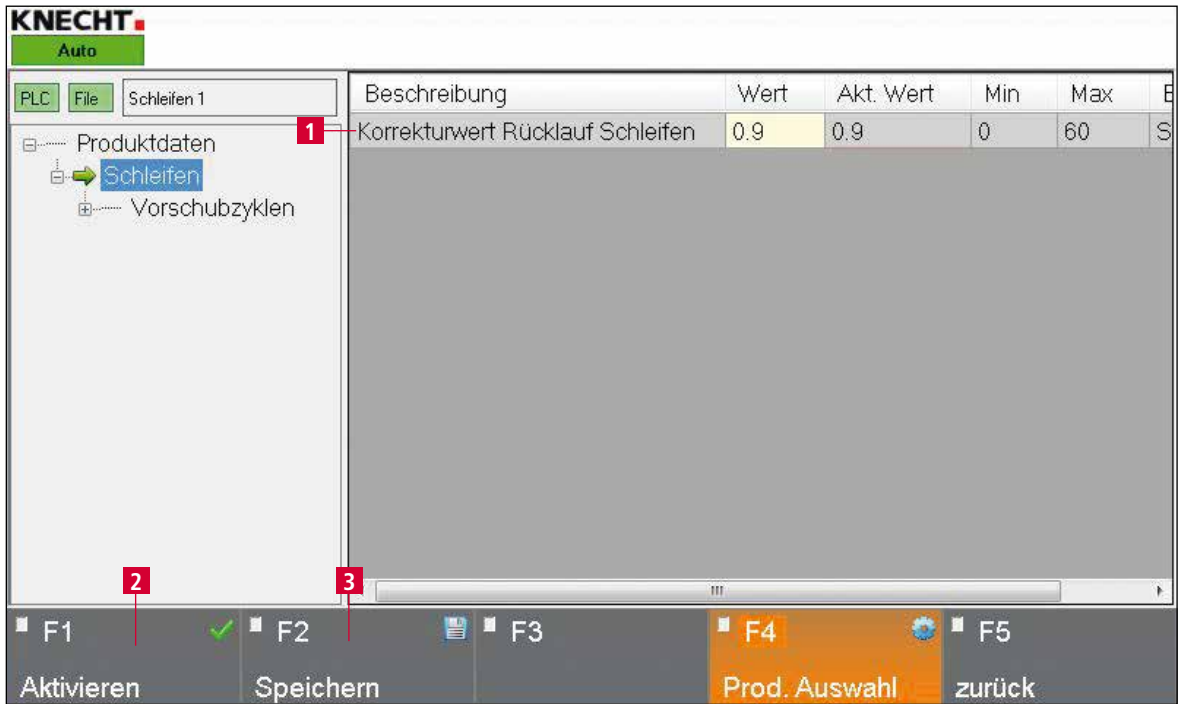 KNECHT
Auto
PLC File Schleifen 1
Beschreibung Wert Akt. Wert Min Max E
1 Korrekturwert Rücklauf Schleifen 0.9 0.9 0 60 S
Produktdaten
Schleifen
Vorschubzyklen
2 3
F1 F2 F3 F4 F5
Aktivieren Speichern Prod. Auswahl zurück